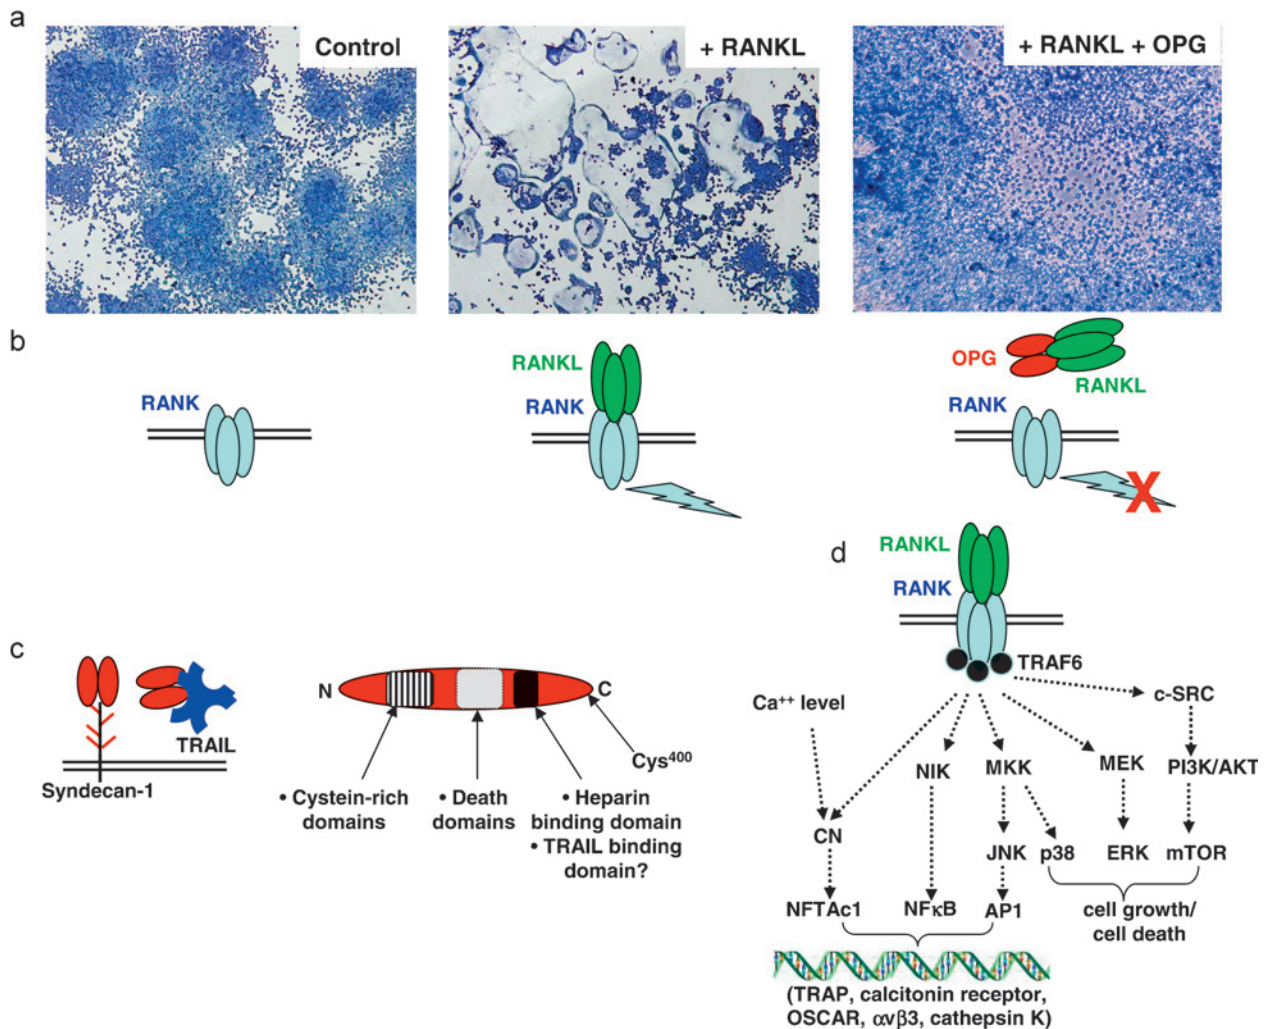 a
Control
+ RANKL
+ RANKL + OPG
b
RANK
RANKL
RANK
OPG
RANKL
RANK
X
c
TRAIL
Syndecan-1
N
C
Cys⁴⁰⁰
• Cystein-rich
domains
• Death
domains
• Heparin
binding domain
• TRAIL binding
domain?
d
RANKL
RANK
TRAF6
Ca⁺⁺ level
c-SRC
NIK
MKK
MEK
PI3K/AKT
CN
JNK
p38
ERK
mTOR
NFTAc1
NFκB
AP1
cell growth/
cell death
(TRAP, calcitonin receptor,
OSCAR, αvβ3, cathepsin K)